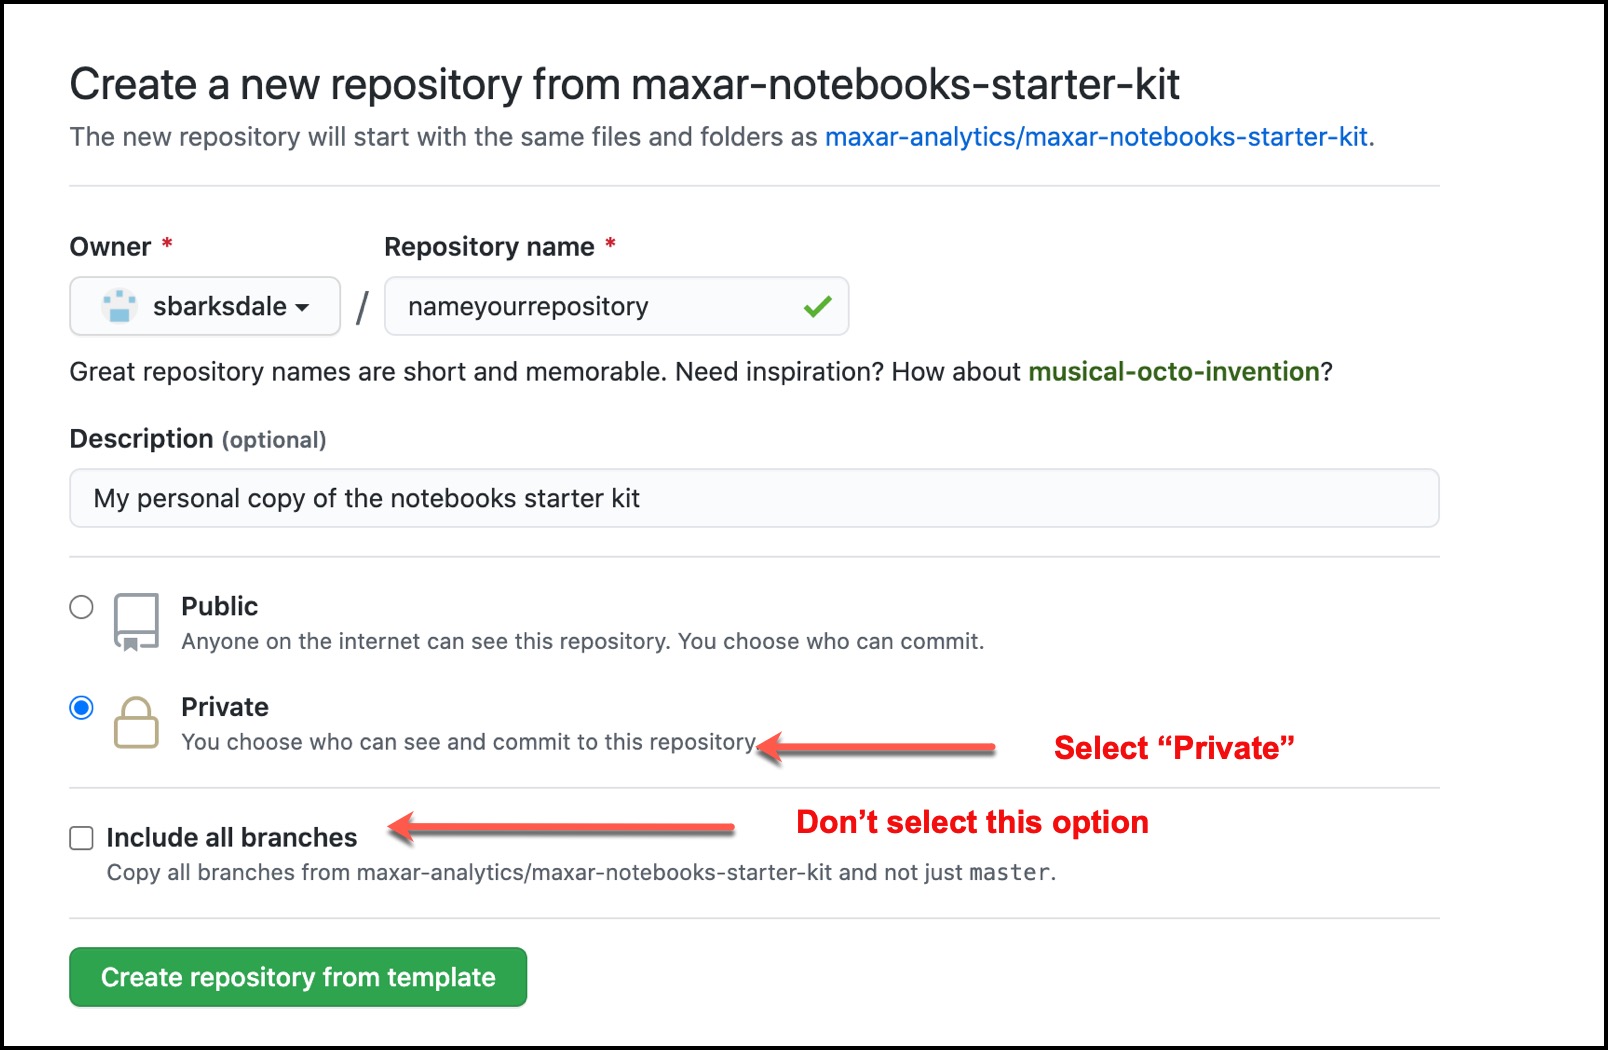 Create a new repository from maxar-notebooks-starter-kit
The new repository will start with the same files and folders as maxar-analytics/maxar-notebooks-starter-kit.
Owner * Repository name *
sbarksdale / nameyourrepository
Great repository names are short and memorable. Need inspiration? How about musical-octo-invention?
Description (optional)
My personal copy of the notebooks starter kit
Public
Anyone on the internet can see this repository. You choose who can commit.
Private
You choose who can see and commit to this repository.
Select “Private”
Don’t select this option
Include all branches
Copy all branches from maxar-analytics/maxar-notebooks-starter-kit and not just master.
Create repository from template